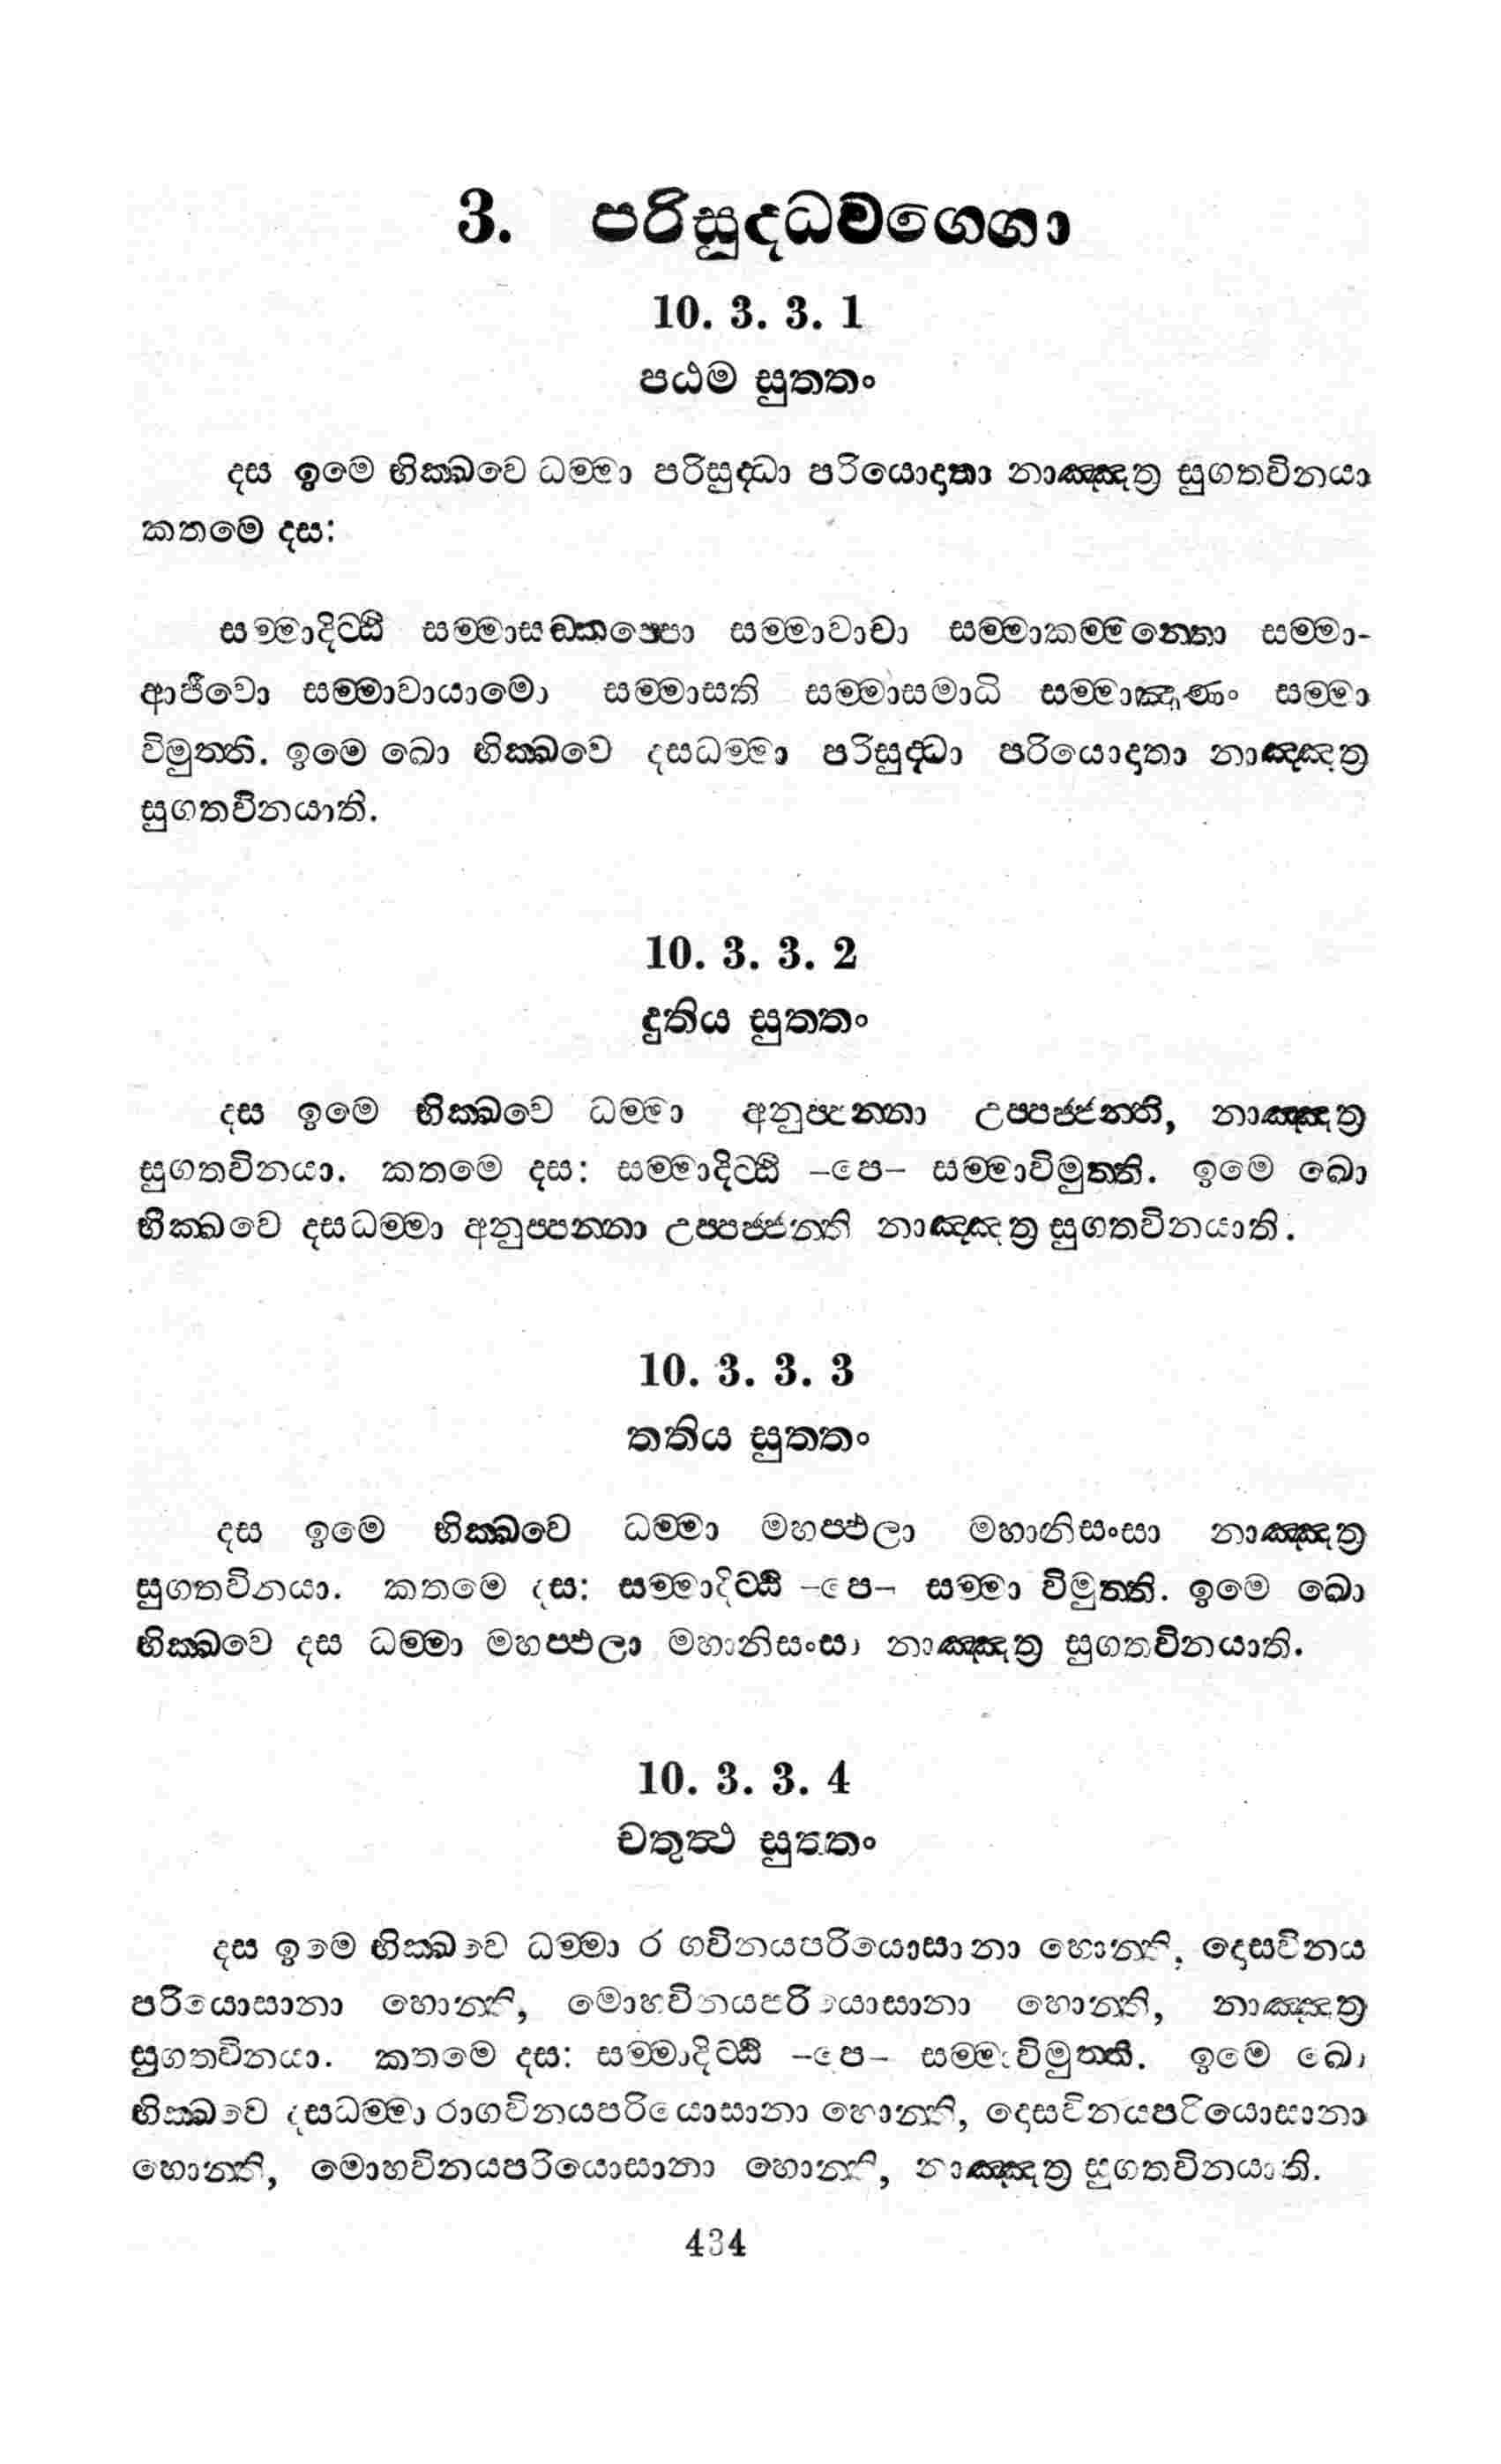 3. පරිසුද්ධවග්ගො
10. 3. 3. 1
පඨම සුත්තං
දස ඉමෙ භික්ඛවෙ ධම්මා පරිසුද්ධා පරියොදාතා නාඤ්ඤත්‍ර සුගතවිනයා
කතමෙ දස:
සම්මාදිට්ඨි සම්මාසඞ්කප්පො සම්මාවාචා සම්මාකම්මන්තො සම්මා-
ආජීවො සම්මාවායාමො සම්මාසති සම්මාසමාධි සම්මාඤාණං සම්මා
විමුත්ති. ඉමෙ ඛො භික්ඛවෙ දසධම්මා පරිසුද්ධා පරියොදාතා නාඤ්ඤත්‍ර
සුගතවිනයාති.
10. 3. 3. 2
දුතිය සුත්තං
දස ඉමෙ භික්ඛවෙ ධම්මා අනුප්පන්නා උප්පජ්ජන්ති, නාඤ්ඤත්‍ර
සුගතවිනයා. කතමෙ දස: සම්මාදිට්ඨි –පෙ– සම්මාවිමුත්ති. ඉමෙ ඛො
භික්ඛවෙ දසධම්මා අනුප්පන්නා උප්පජ්ජන්ති නාඤ්ඤත්‍ර සුගතවිනයාති.
10. 3. 3. 3
තතිය සුත්තං
දස ඉමෙ භික්ඛවෙ ධම්මා මහප්ඵලා මහානිසංසා නාඤ්ඤත්‍ර
සුගතවිනයා. කතමෙ දස: සම්මාදිට්ඨි –පෙ– සම්මා විමුත්ති. ඉමෙ ඛො
භික්ඛවෙ දස ධම්මා මහප්ඵලා මහානිසංසා නාඤ්ඤත්‍ර සුගතවිනයාති.
10. 3. 3. 4
චතුත්ථ සුත්තං
දස ඉමෙ භික්ඛවෙ ධම්මා රාගවිනයපරියොසානා හොන්ති, දොසවිනය
පරියොසානා හොන්ති, මොහවිනයපරියොසානා හොන්ති, නාඤ්ඤත්‍ර
සුගතවිනයා. කතමෙ දස: සම්මාදිට්ඨි –පෙ– සම්මාවිමුත්ති. ඉමෙ ඛො
භික්ඛවෙ දසධම්මා රාගවිනයපරියොසානා හොන්ති, දොසවිනයපරියොසානා
හොන්ති, මොහවිනයපරියොසානා හොන්ති, නාඤ්ඤත්‍ර සුගතවිනයාති.
434